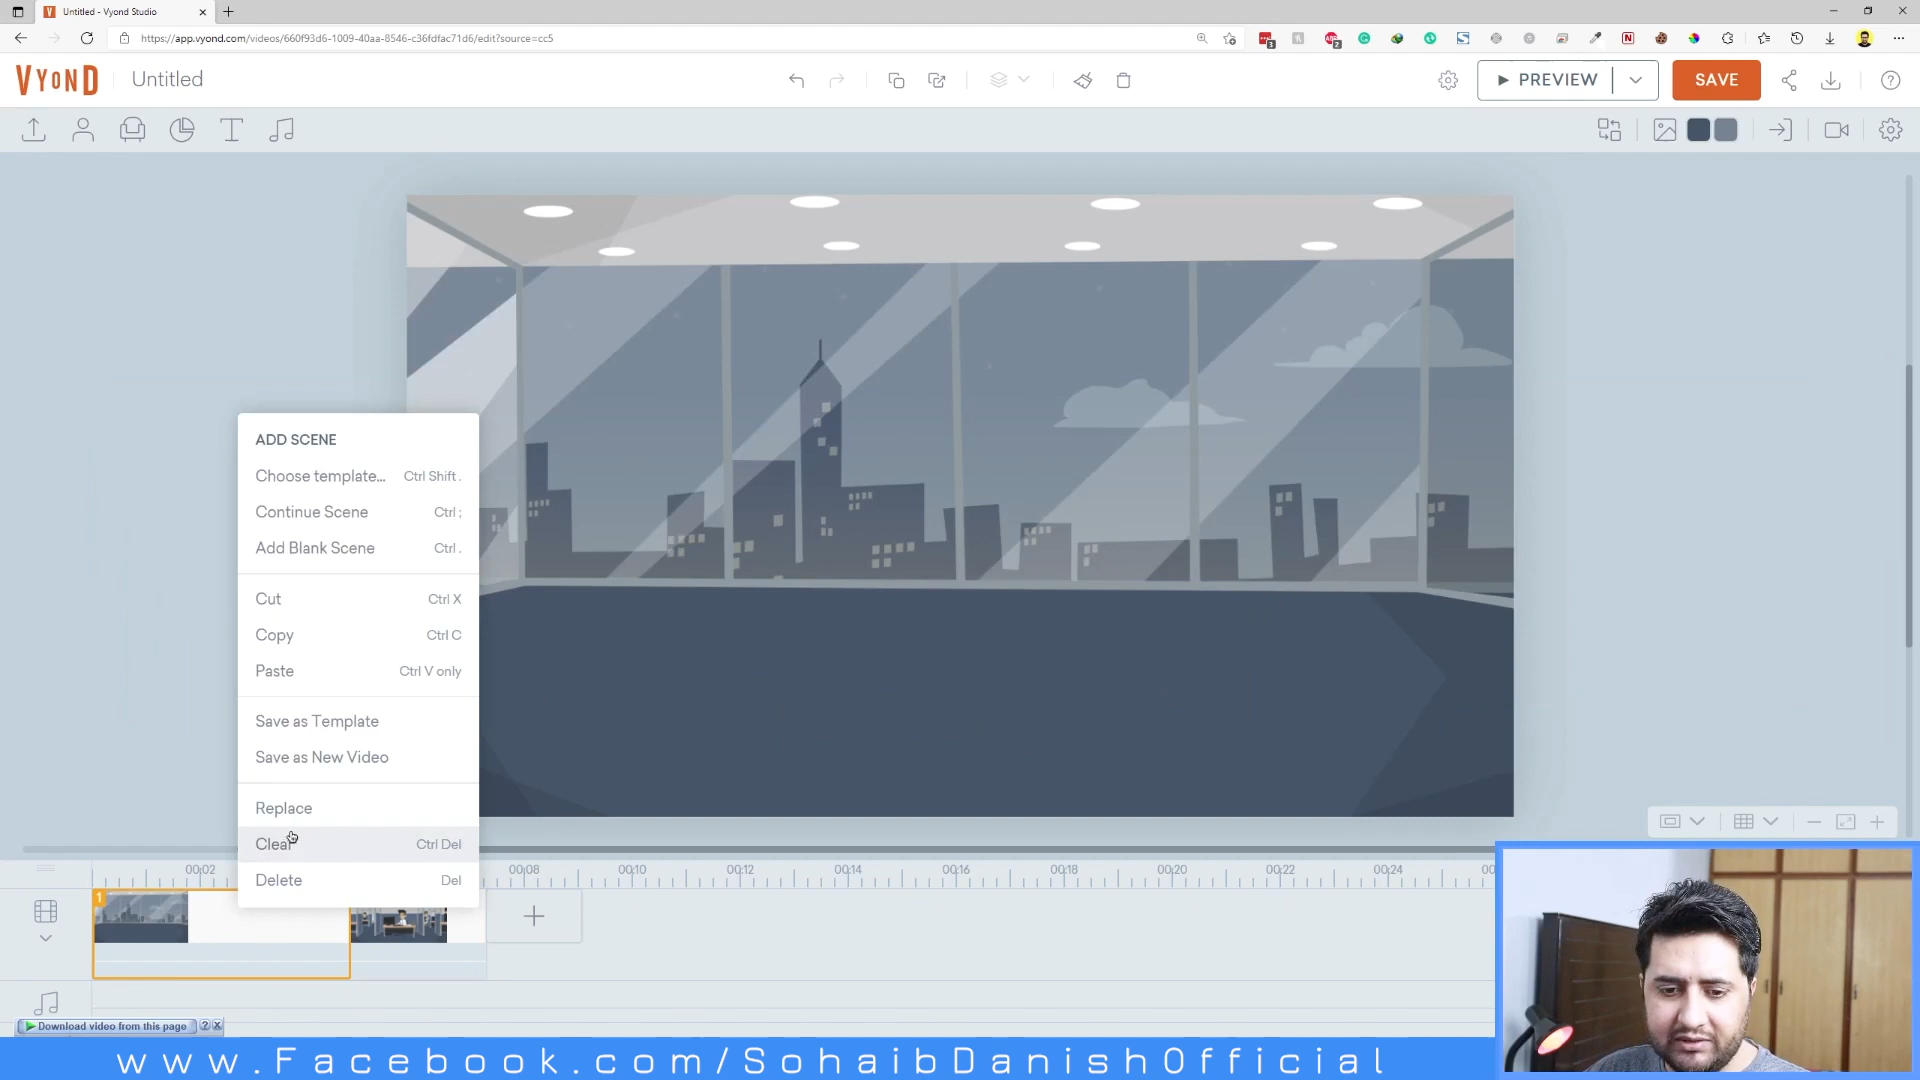 Untitled - Vyond Studio
https://app.vyond.com/videos/660f93d6-1009-40aa-8546-c36fdfac71d6/edit?source=cc5
VYOND
Untitled
PREVIEW
SAVE
ADD SCENE
Choose template... Ctrl Shift .
Continue Scene Ctrl ;
Add Blank Scene Ctrl .
Cut Ctrl X
Copy Ctrl C
Paste Ctrl V only
Save as Template
Save as New Video
Replace
Clear Ctrl Del
Delete Del
00:02 00:08 00:10 00:12 00:14 00:16 00:18 00:20 00:22 00:24
1
Download video from this page
www.Facebook.com/SohaibDanishOfficial